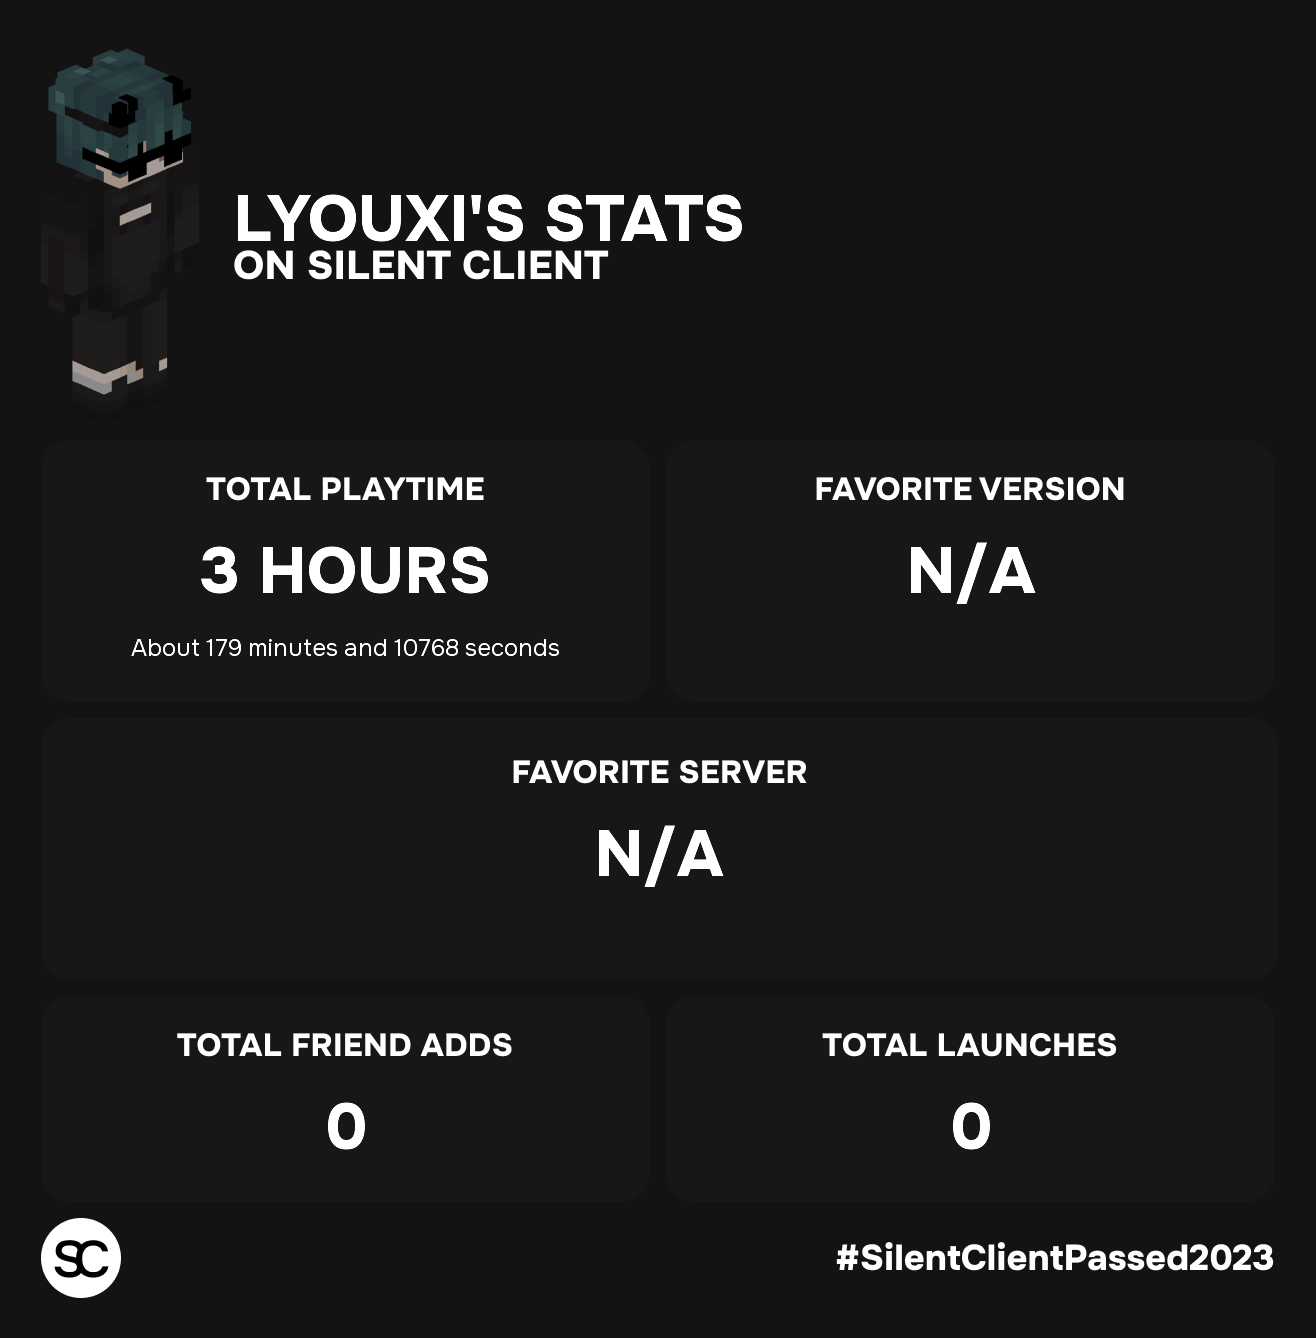 LYOUXI'S STATS
ON SILENT CLIENT
TOTAL PLAYTIME
3 HOURS
About 179 minutes and 10768 seconds
FAVORITE VERSION
N/A
FAVORITE SERVER
N/A
TOTAL FRIEND ADDS
0
TOTAL LAUNCHES
0
SC
#SilentClientPassed2023